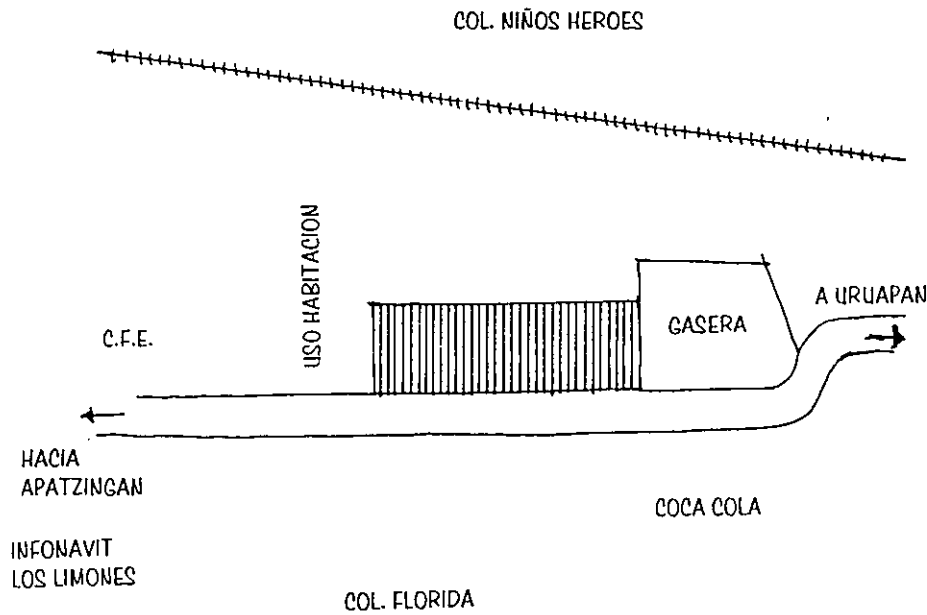 COL. NIÑOS HEROES
USO HABITACION
A URUAPAN
GASERA
C.F.E.
HACIA
APATZINGAN
COCA COLA
INFONAVIT
LOS LIMONES
COL. FLORIDA